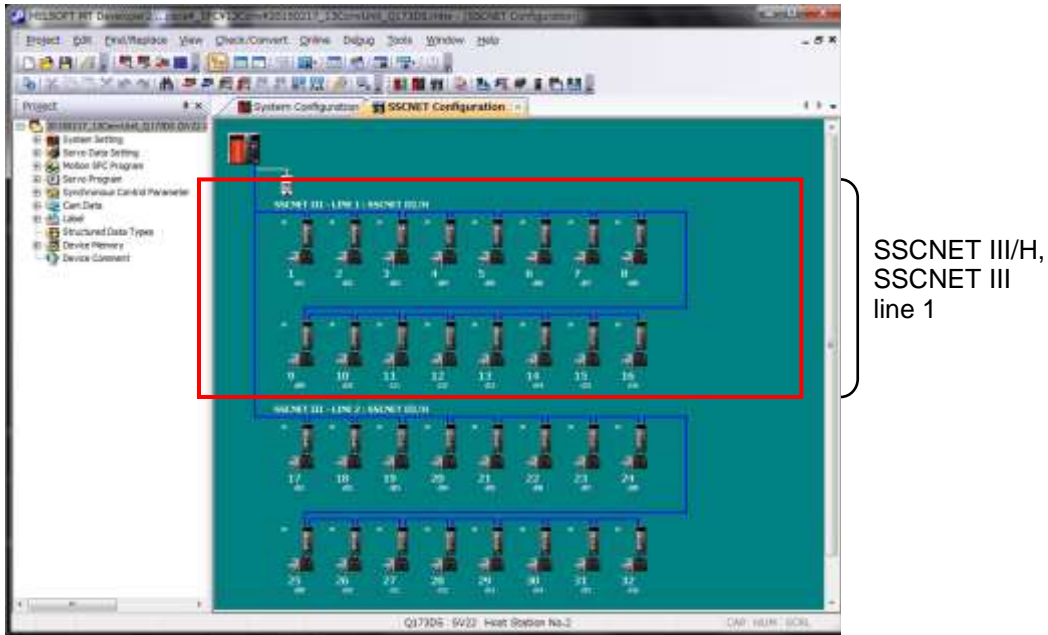 MELSOFT MT Developer2
[SSCNET Configuration]
Project Edit Find/Replace View Check/Convert Online Debug Tools Window Help
Project
System Configuration
SSCNET Configuration
System Setting
Servo Data Setting
Motion SFC Program
Servo Program
Synchronous Control Parameter
Cam Data
Label
Structured Data Types
Device Memory
Device Comment
SSCNET III - LINE 1 : SSCNET III/H
1 2 3 4 5 6 7 8
9 10 11 12 13 14 15 16
SSCNET III - LINE 2 : SSCNET III/H
17 18 19 20 21 22 23 24
25 26 27 28 29 30 31 32
SSCNET III/H,
SSCNET III
line 1
Q173DS SV22 Host Station No.2
CAP NUM SCRL